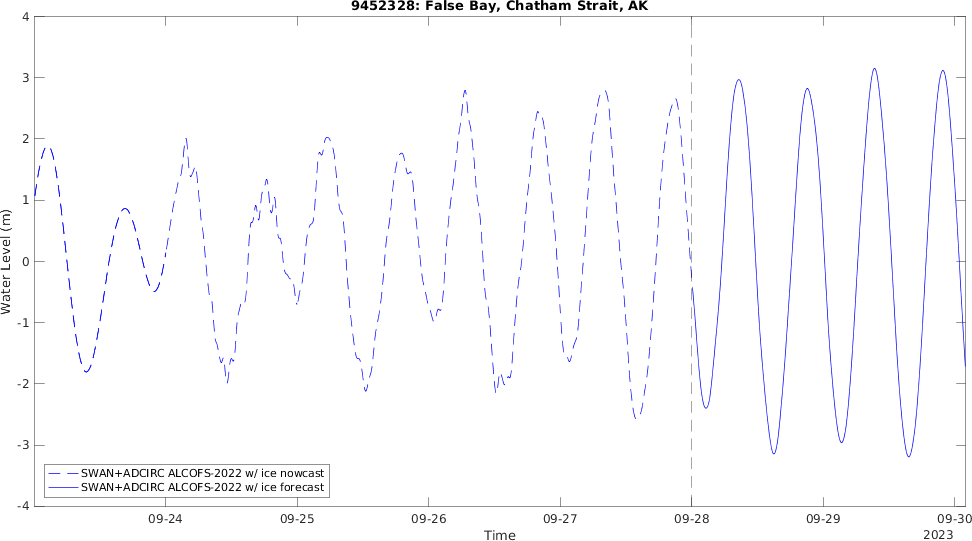 9452328: False Bay, Chatham Strait, AK
4
3
2
1
0
-1
-2
-3
-4
Water Level (m)
SWAN+ADCIRC ALCOFS-2022 w/ ice nowcast
SWAN+ADCIRC ALCOFS-2022 w/ ice forecast
09-24 09-25 09-26 09-27 09-28 09-29 09-30
Time
2023